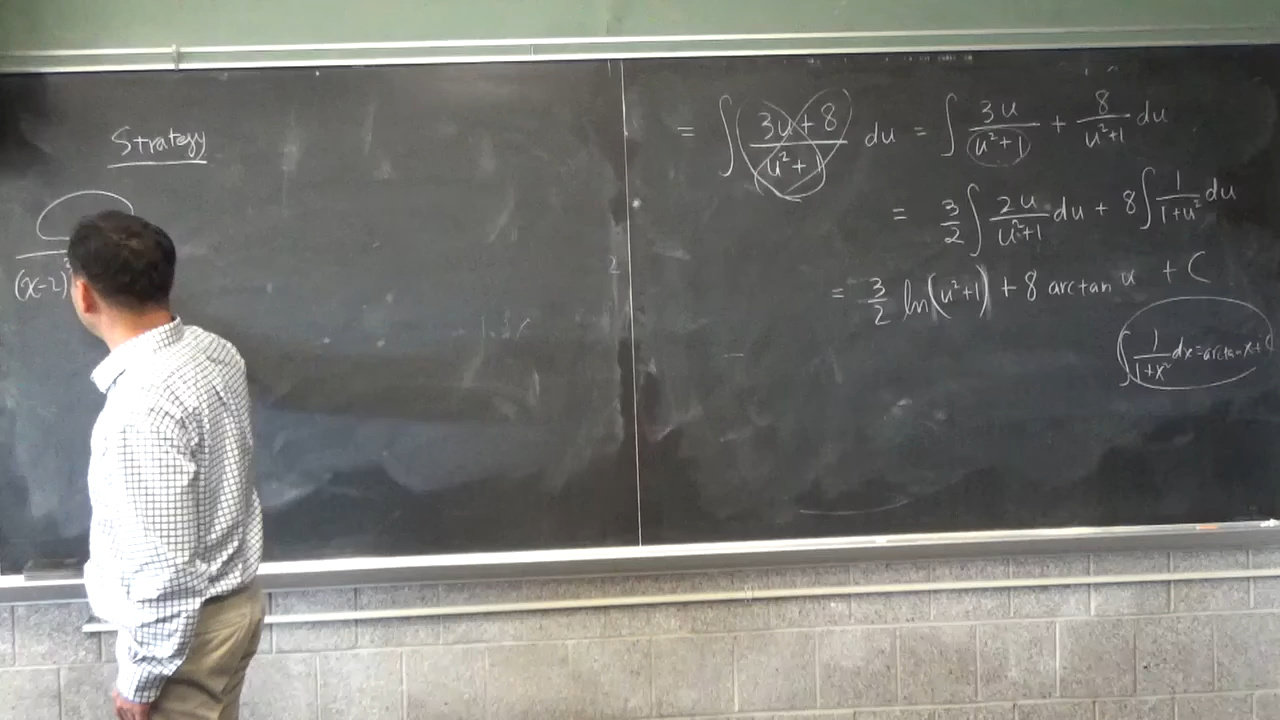 Strategy
(x-2)
= ∫ (3u+8)/(u²+1) du = ∫ 3u/(u²+1) + 8/(u²+1) du
= 3/2 ∫ 2u/(u²+1) du + 8 ∫ 1/(1+u²) du
= 3/2 ln(u²+1) + 8 arctan u + C
∫ 1/(1+x²) dx = arctan x + C